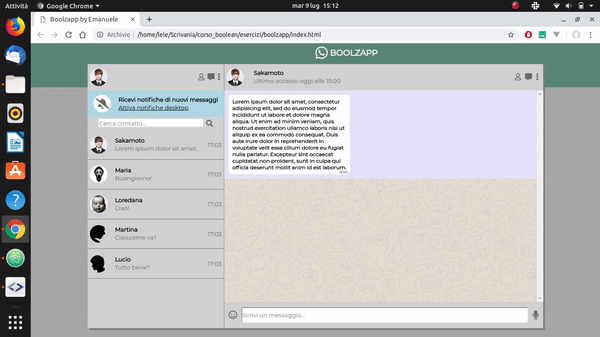 Attività
Google Chrome
mar 9 lug 15:12
Boolzapp by Emanuele
Archivio
/home/lele/Scrivania/corso_boolean/esercizi/boolzapp/index.html
BOOLZAPP
Sakamoto
Ultimo accesso oggi alle 15:00
Ricevi notifiche di nuovi messaggi
Attiva notifiche desktop
Cerca contatto...
Sakamoto
Lorem ipsum dolor sit amet,
17:03
Maria
Buongiorno!
17:03
Loredana
Ciao!
17:03
Martina
Ciao,come va?
17:03
Lucio
Tutto bene?
17:03
Lorem ipsum dolor sit amet, consectetur
adipisicing elit, sed do eiusmod tempor
incididunt ut labore et dolore magna
aliqua. Ut enim ad minim veniam, quis
nostrud exercitation ullamco laboris nisi ut
aliquip ex ea commodo consequat. Duis
aute irure dolor in reprehenderit in
voluptate velit esse cillum dolore eu fugiat
nulla pariatur. Excepteur sint occaecat
cupidatat non proident, sunt in culpa qui
officia deserunt mollit anim id est laborum.
Scrivi un messaggio...